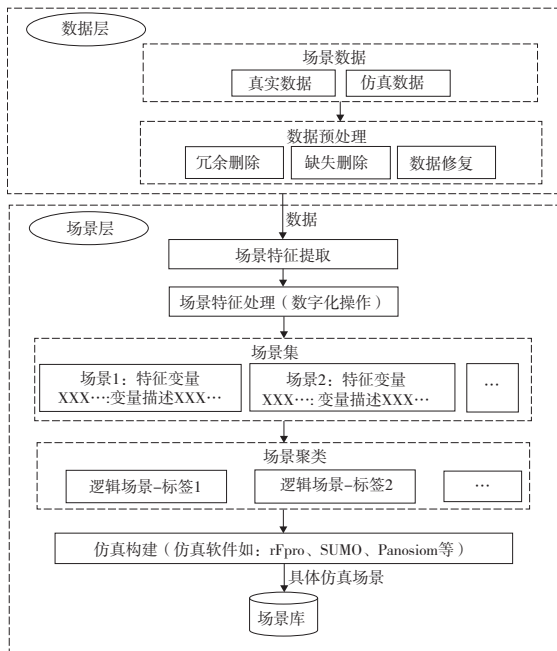 数据层
场景数据
真实数据 仿真数据
数据预处理
冗余删除 缺失删除 数据修复
数据
场景层
场景特征提取
场景特征处理（数字化操作）
场景集
场景1：特征变量
XXX…:变量描述XXX…
场景2：特征变量
XXX…: 变量描述XXX…
…
场景聚类
逻辑场景-标签1 逻辑场景-标签2 …
仿真构建（仿真软件如：rFpro、SUMO、Panosiom等）
具体仿真场景
场景库